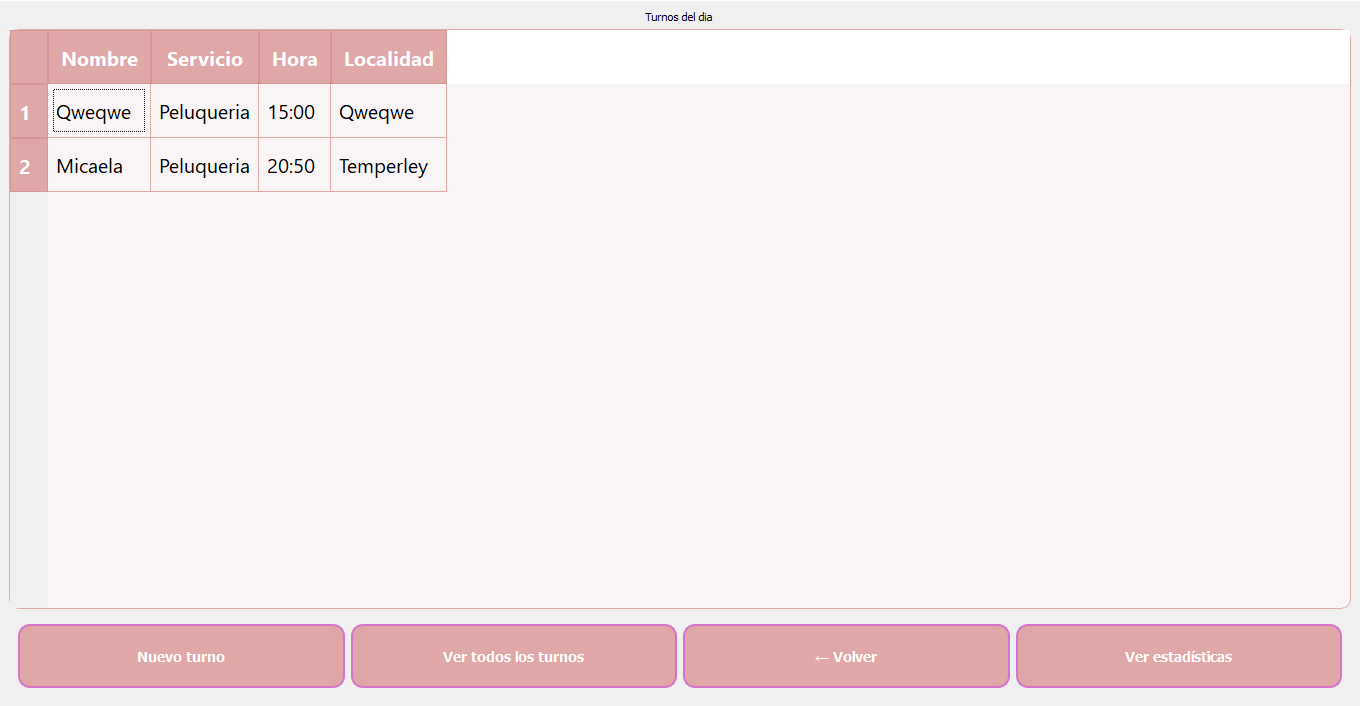 Turnos del dia
Nombre Servicio Hora Localidad
1 Qweqwe Peluqueria 15:00 Qweqwe
2 Micaela Peluqueria 20:50 Temperley
Nuevo turno Ver todos los turnos ← Volver Ver estadísticas